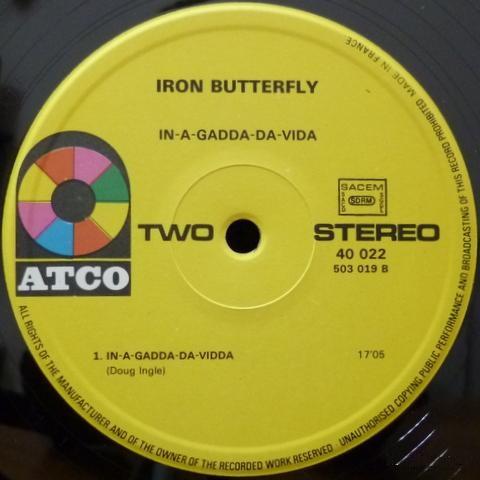 IRON BUTTERFLY
IN-A-GADDA-DA-VIDA
SACEM
SDRM
SACD
TWO
STEREO
40 022
503 019 B
ATCO
1. IN-A-GADDA-DA-VIDDA 17'05
(Doug Ingle)
ALL RIGHTS OF THE MANUFACTURER AND OF THE OWNER OF THE RECORDED WORK RESERVED UNAUTHORISED COPYING PUBLIC PERFORMANCE AND BROADCASTING OF THIS RECORD PROHIBITED MADE IN FRANCE